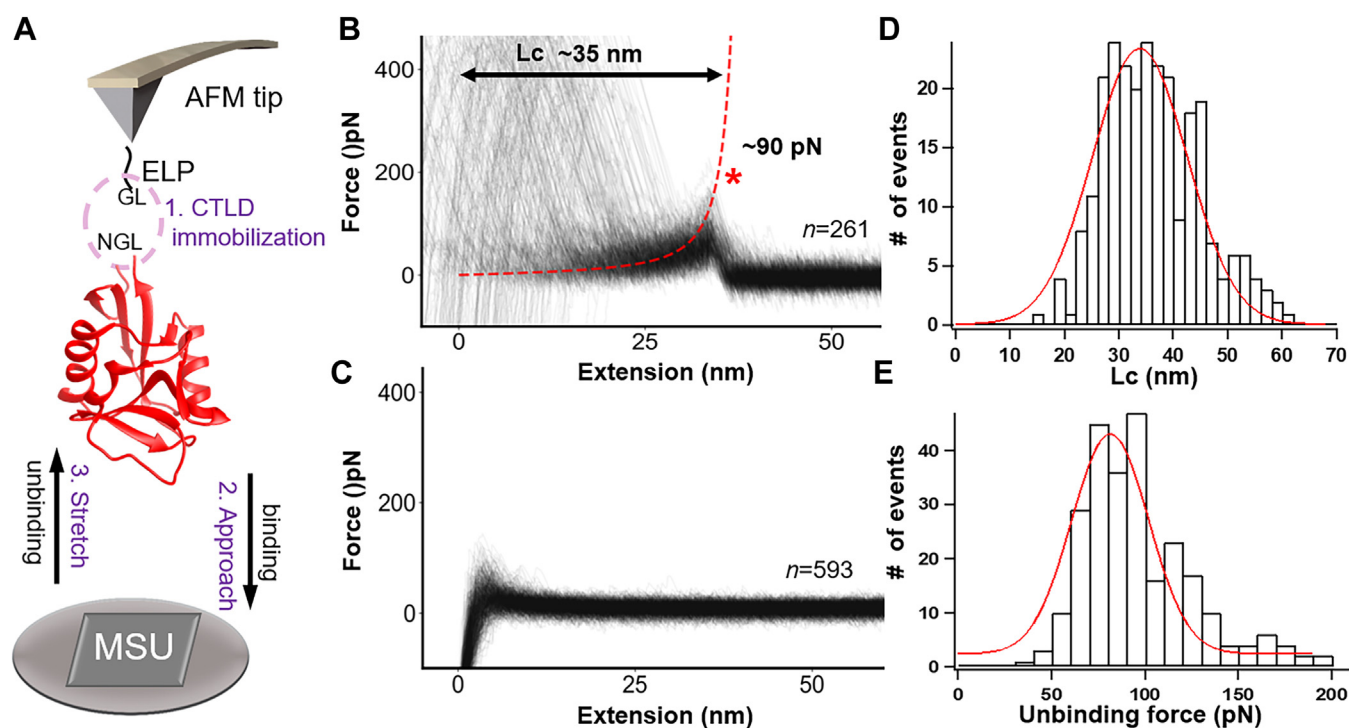 A
AFM tip
ELP
GL
1. CTLD
immobilization
NGL
3. Stretch
unbinding
2. Approach
binding
MSU
B
Force ()pN
400
200
0
Lc ~35 nm
~90 pN
*
n=261
0
25
50
Extension (nm)
C
Force ()pN
400
200
0
n=593
0
25
50
Extension (nm)
D
# of events
20
15
10
5
0
0
10
20
30
40
50
60
70
Lc (nm)
E
# of events
40
30
20
10
0
0
50
100
150
200
Unbinding force (pN)